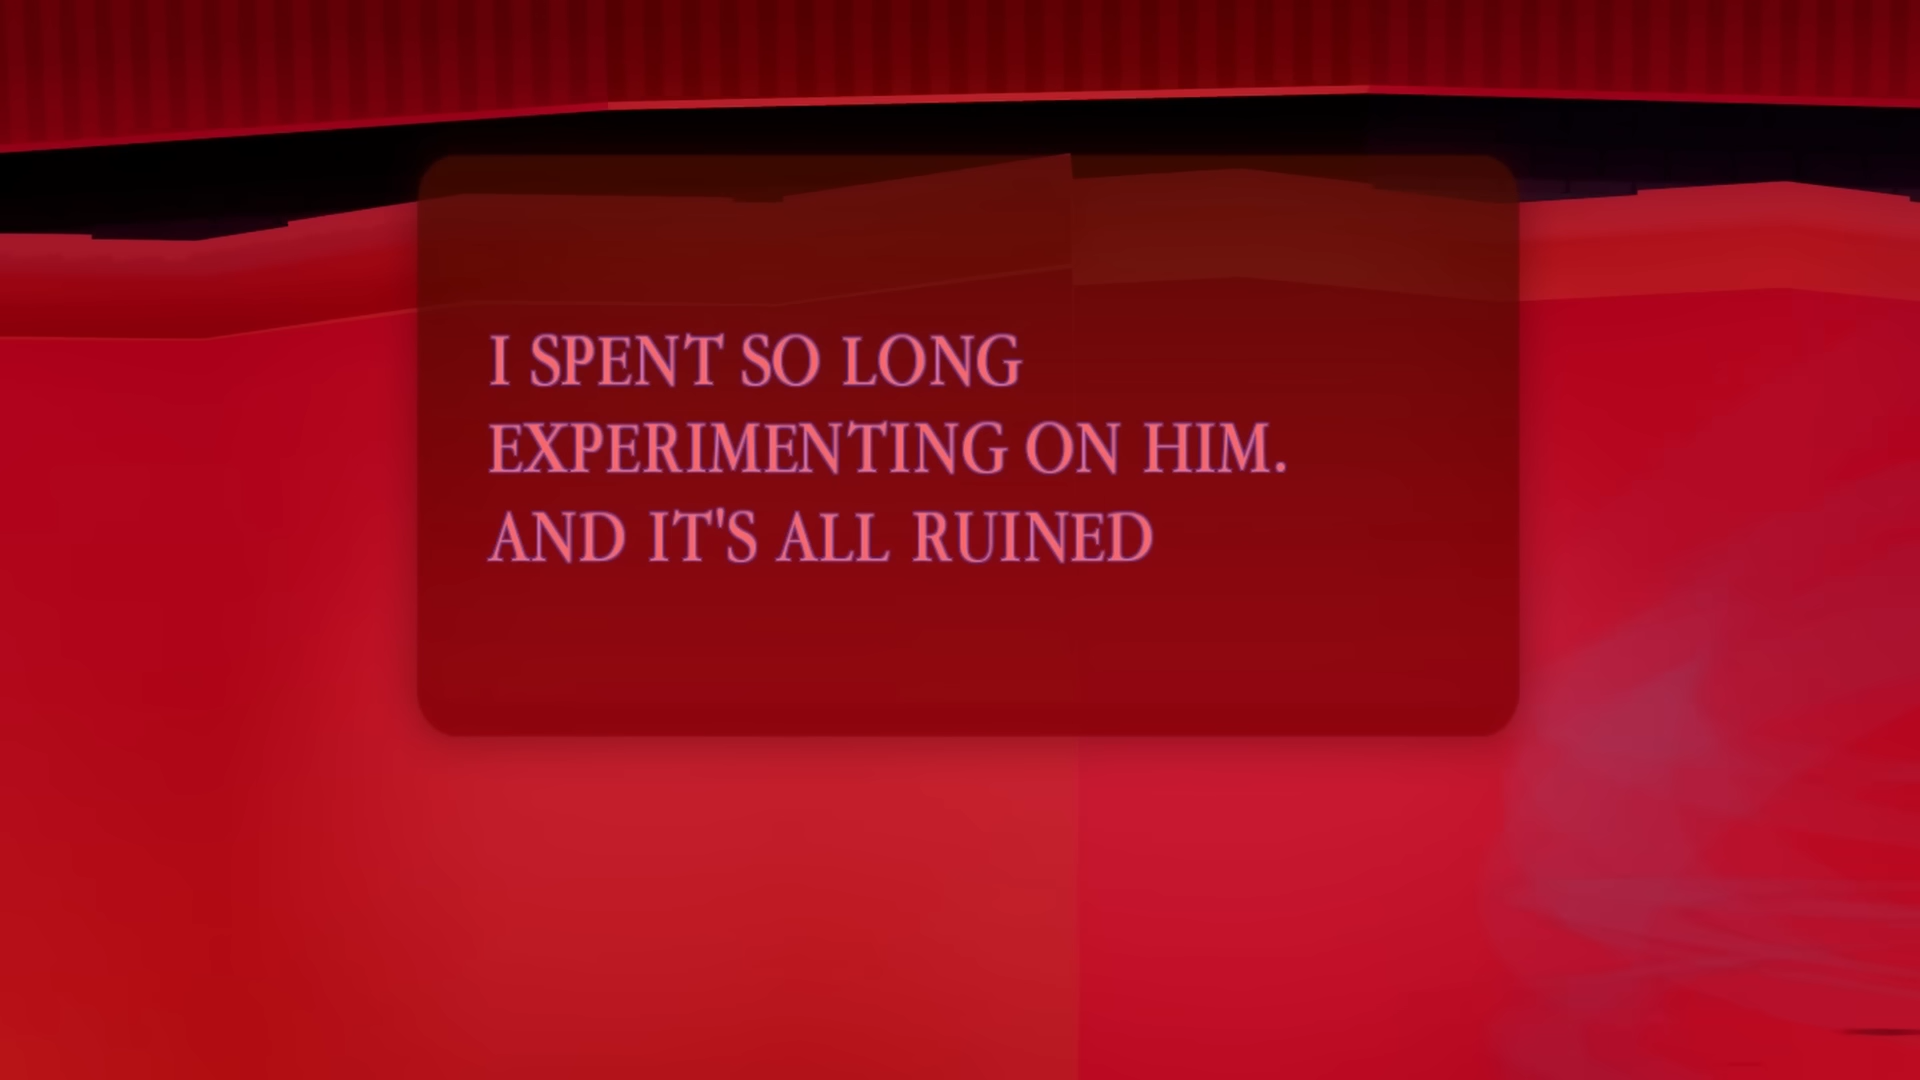 I SPENT SO LONG
EXPERIMENTING ON HIM.
AND IT'S ALL RUINED